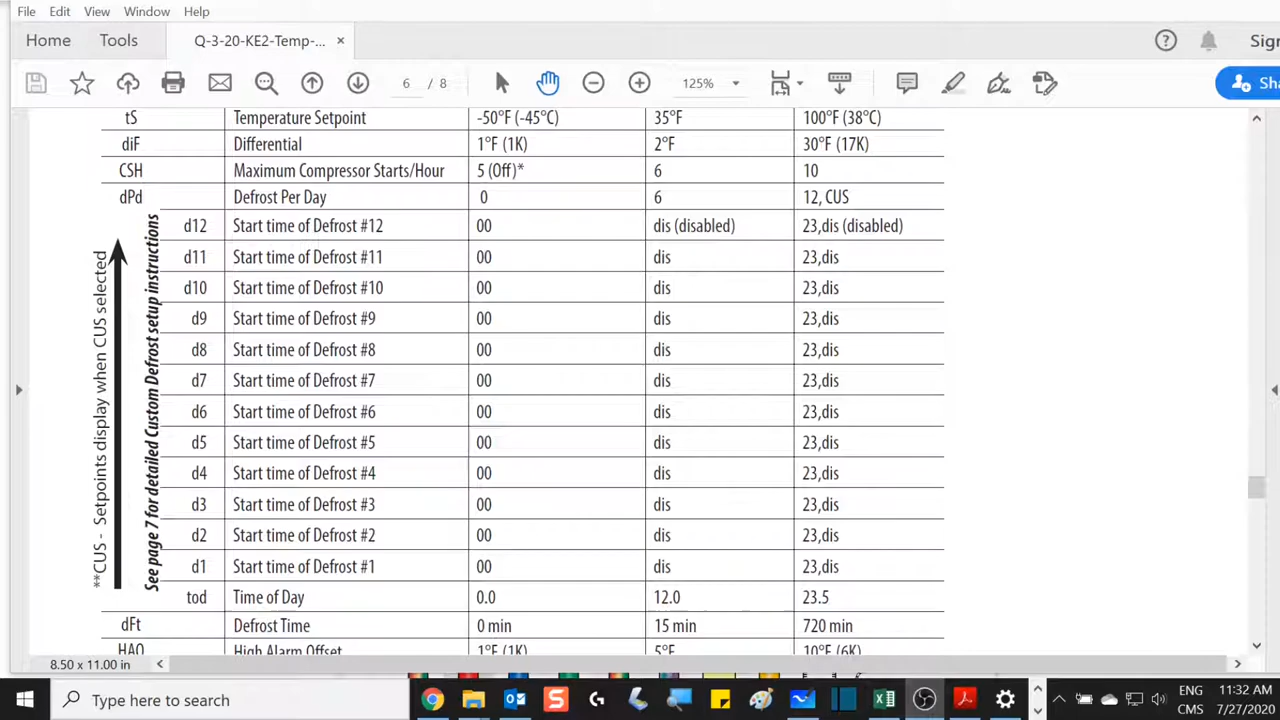 File Edit View Window Help
Home Tools Q-3-20-KE2-Temp-... ×
Sign
6 / 8 125% Sha
tS Temperature Setpoint -50°F (-45°C) 35°F 100°F (38°C)
diF Differential 1°F (1K) 2°F 30°F (17K)
CSH Maximum Compressor Starts/Hour 5 (Off)* 6 10
dPd Defrost Per Day 0 6 12, CUS
**CUS - Setpoints display when CUS selected
See page 7 for detailed Custom Defrost setup instructions
d12 Start time of Defrost #12 00 dis (disabled) 23,dis (disabled)
d11 Start time of Defrost #11 00 dis 23,dis
d10 Start time of Defrost #10 00 dis 23,dis
d9 Start time of Defrost #9 00 dis 23,dis
d8 Start time of Defrost #8 00 dis 23,dis
d7 Start time of Defrost #7 00 dis 23,dis
d6 Start time of Defrost #6 00 dis 23,dis
d5 Start time of Defrost #5 00 dis 23,dis
d4 Start time of Defrost #4 00 dis 23,dis
d3 Start time of Defrost #3 00 dis 23,dis
d2 Start time of Defrost #2 00 dis 23,dis
d1 Start time of Defrost #1 00 dis 23,dis
tod Time of Day 0.0 12.0 23.5
dFt Defrost Time 0 min 15 min 720 min
HAO High Alarm Offset 1°F (1K) 5°F 10°F (6K)
8.50 x 11.00 in
Type here to search
ENG 11:32 AM
CMS 7/27/2020